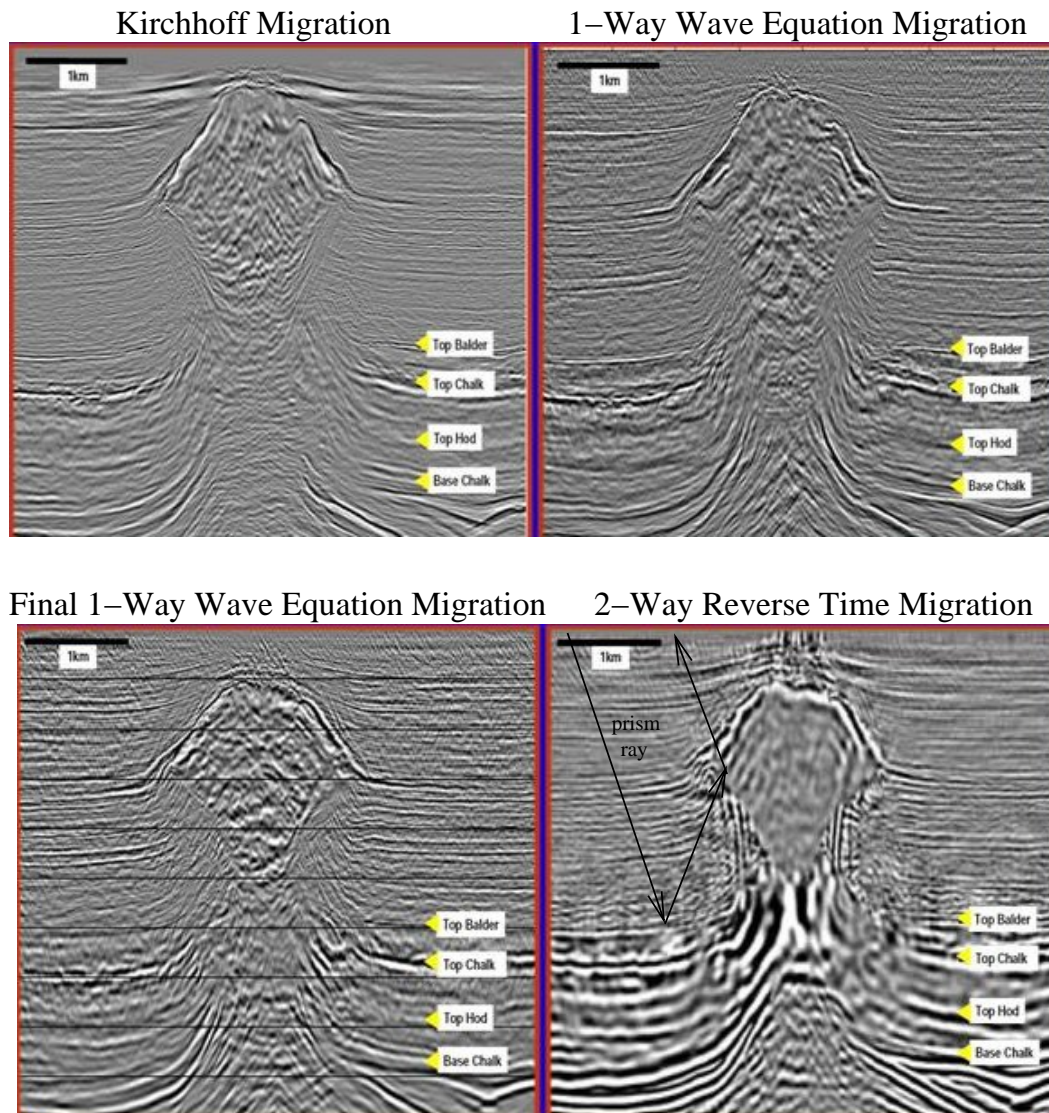 Kirchhoff Migration
1−Way Wave Equation Migration
1km
Top Balder
Top Chalk
Top Hod
Base Chalk
1km
Top Balder
Top Chalk
Top Hod
Base Chalk
Final 1−Way Wave Equation Migration
2−Way Reverse Time Migration
1km
Top Balder
Top Chalk
Top Hod
Base Chalk
1km
prism
ray
Top Balder
Top Chalk
Top Hod
Base Chalk